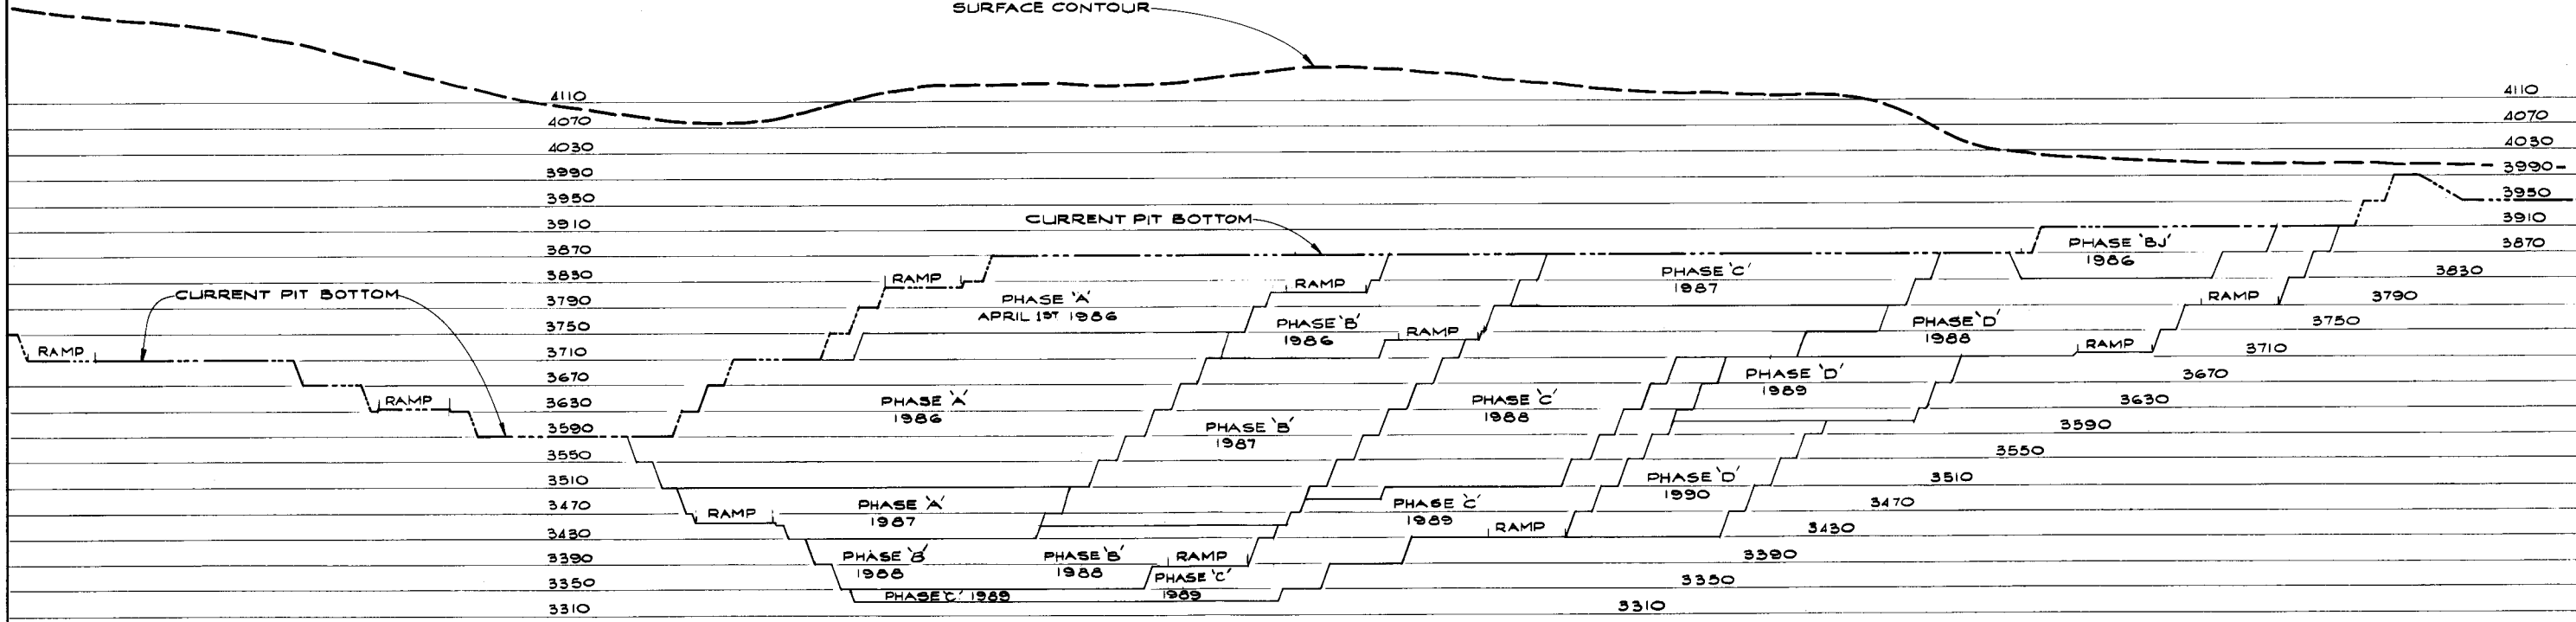 SURFACE CONTOUR
4110
4110
4070
4070
4030
4030
3990
3990
3950
3950
CURRENT PIT BOTTOM
3910
3910
PHASE 'BJ'
1986
3870
3870
RAMP
RAMP
PHASE 'C'
1987
3830
3830
CURRENT PIT BOTTOM
PHASE 'A'
APRIL 1ST 1986
RAMP
3790
3790
PHASE 'B'
1986
RAMP
PHASE 'D'
1988
3750
3750
RAMP
RAMP
3710
3710
PHASE 'D'
1989
3670
3670
RAMP
PHASE 'A'
1986
PHASE 'C'
1988
3630
3630
PHASE 'B'
1987
3590
3590
3550
3550
PHASE 'D'
1990
3510
3510
RAMP
PHASE 'A'
1987
PHASE 'C'
1989
3470
3470
RAMP
3430
3430
PHASE 'B'
1988
PHASE 'B'
1988
RAMP
3390
3390
PHASE 'C'
1989
3350
3350
PHASE 'C' 1989
3310
3310